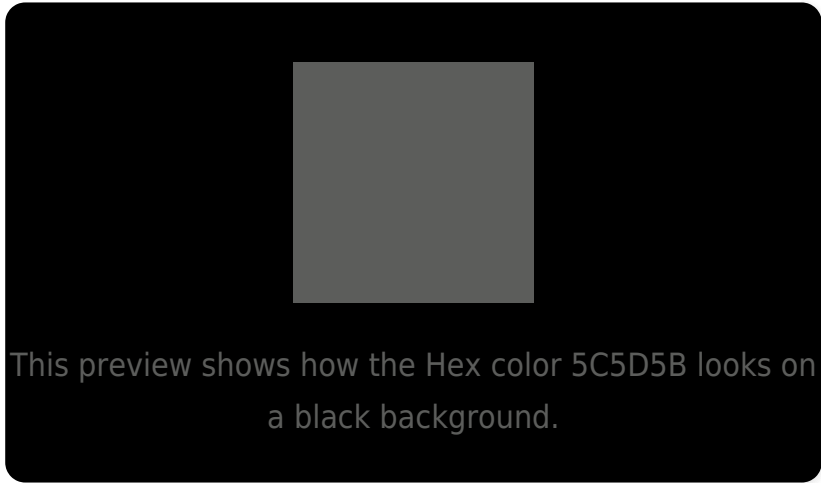 This preview shows how the Hex color 5C5D5B looks on
a black background.